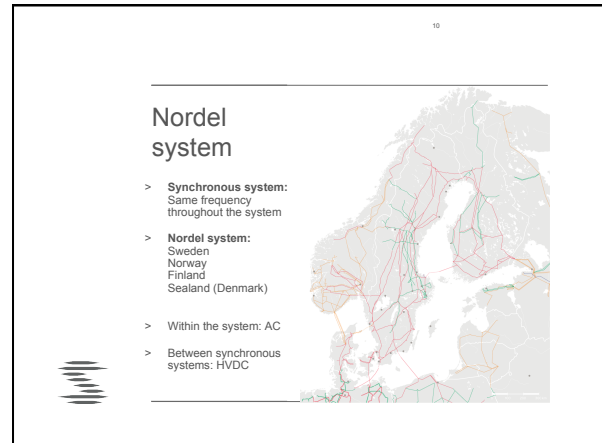 10
Nordel
system
> Synchronous system:
Same frequency
throughout the system
> Nordel system:
Sweden
Norway
Finland
Sealand (Denmark)
> Within the system: AC
> Between synchronous
systems: HVDC